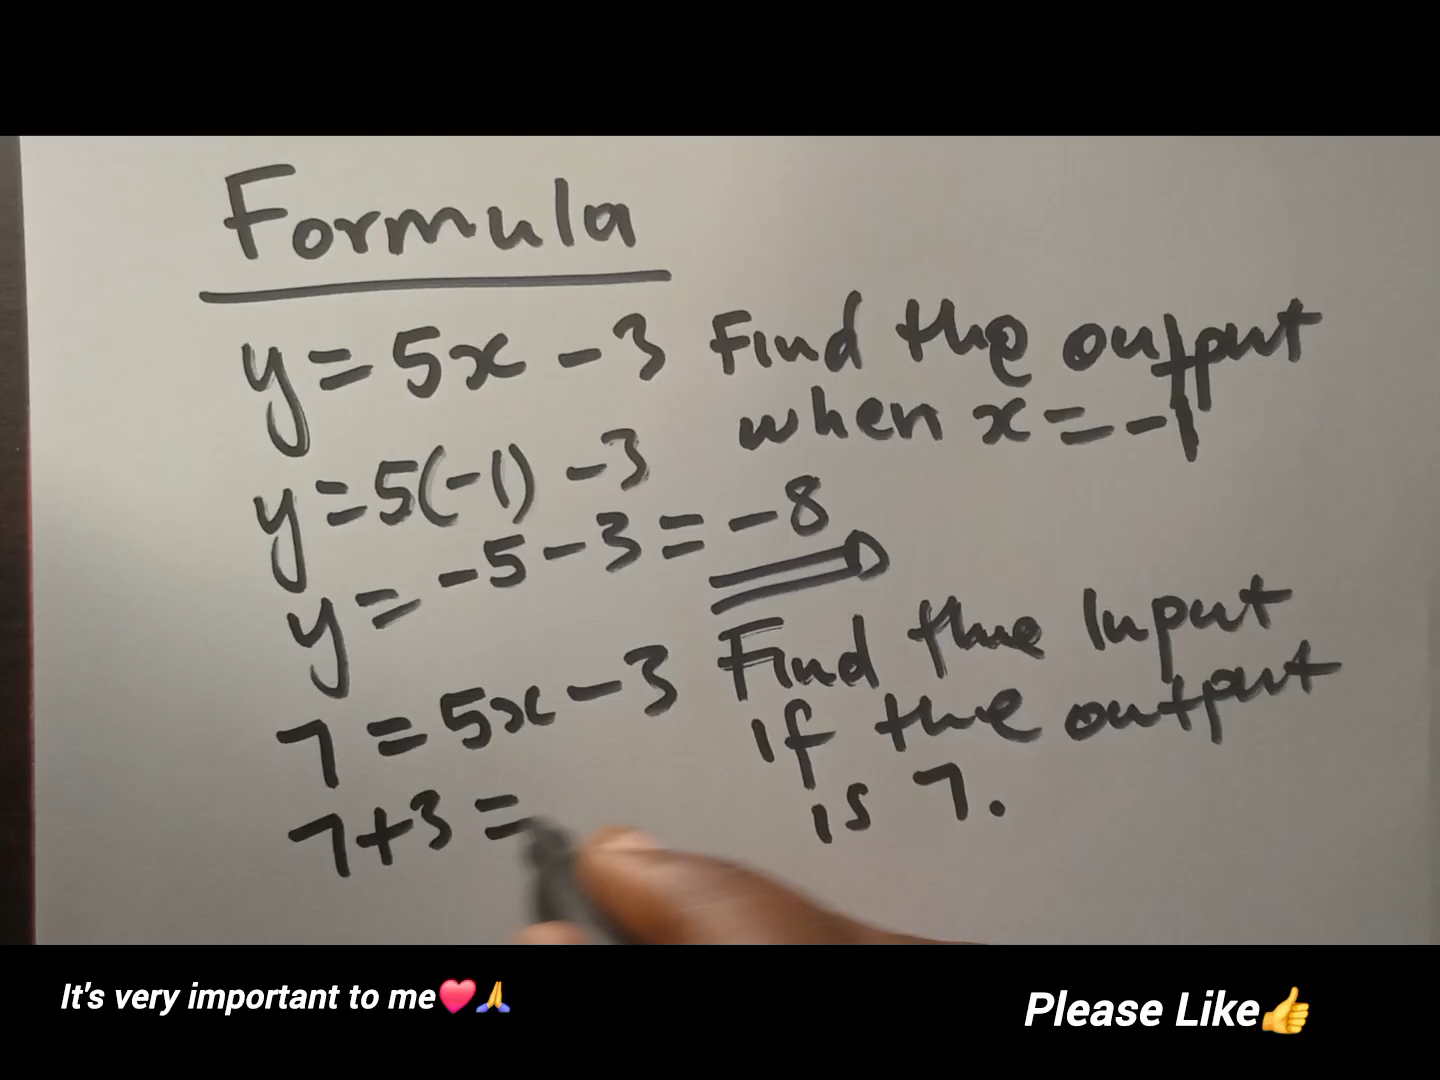 Formula
y = 5x - 3 Find the output
when x = -1
y = 5(-1) - 3
y = -5 - 3 = -8
7 = 5x - 3 Find the Input
if the output
is 7.
7+3 =
It's very important to me❤️🙏
Please Like👍